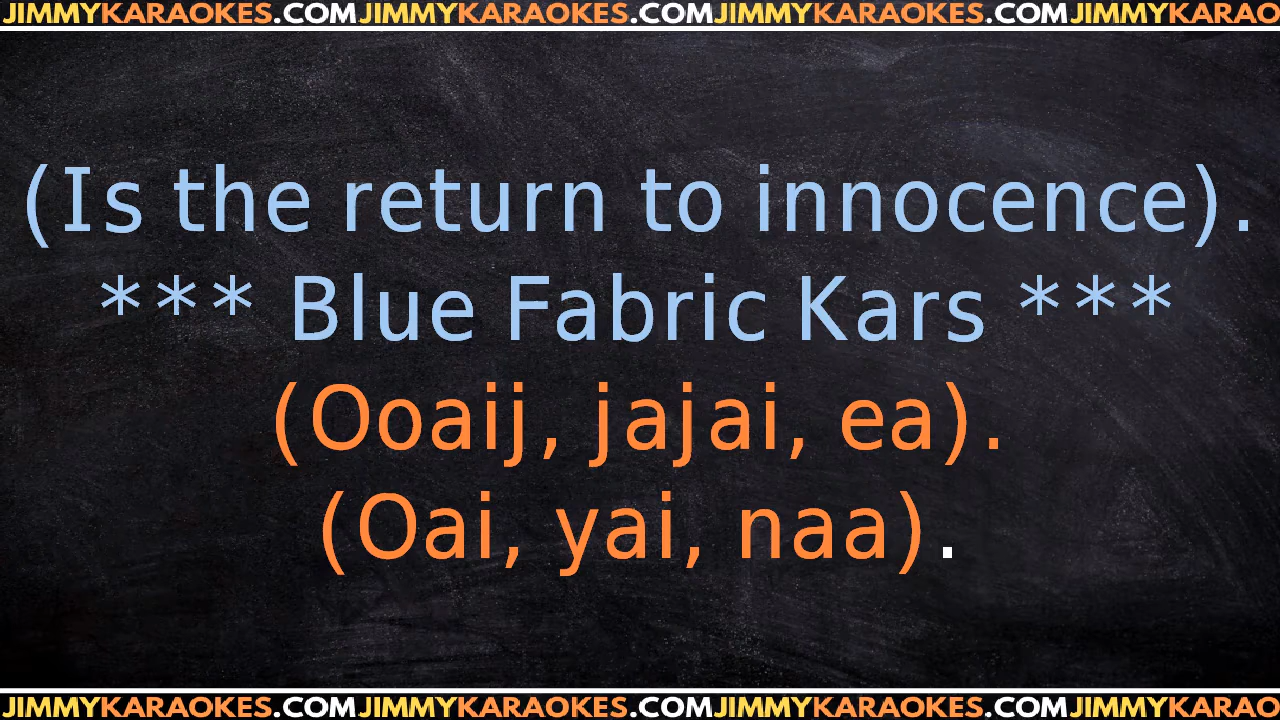 JIMMYKARAOKES.COMJIMMYKARAOKES.COMJIMMYKARAOKES.COMJIMMYKARAO
(Is the return to innocence).
*** Blue Fabric Kars ***
(Ooaij, jajai, ea).
(Oai, yai, naa).
JIMMYKARAOKES.COMJIMMYKARAOKES.COMJIMMYKARAOKES.COMJIMMYKARAO